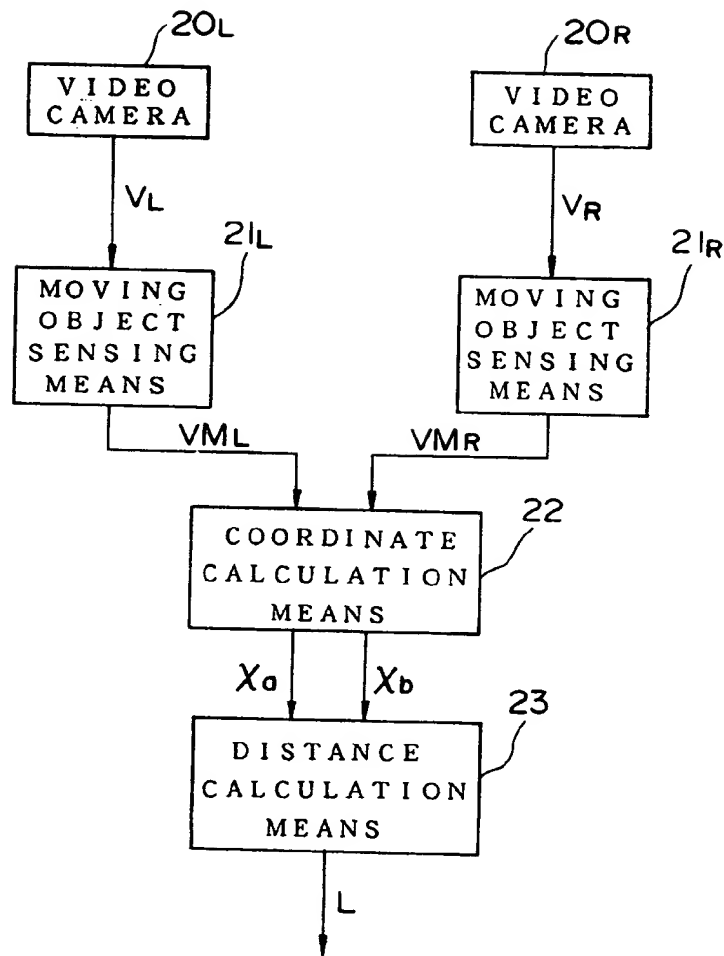 20L
20R
VIDEO
CAMERA
VIDEO
CAMERA
VL
VR
21L
21R
MOVING
OBJECT
SENSING
MEANS
MOVING
OBJECT
SENSING
MEANS
VML
VMR
22
COORDINATE
CALCULATION
MEANS
Xa
Xb
23
DISTANCE
CALCULATION
MEANS
L